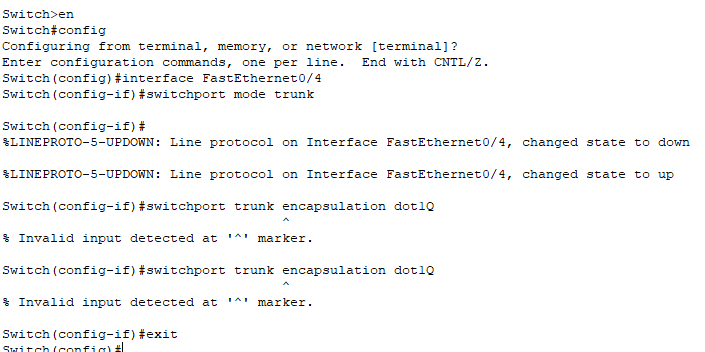 Switch>en
Switch#config
Configuring from terminal, memory, or network [terminal]?
Enter configuration commands, one per line.  End with CNTL/Z.
Switch(config)#interface FastEthernet0/4
Switch(config-if)#switchport mode trunk
Switch(config-if)#
%LINEPROTO-5-UPDOWN: Line protocol on Interface FastEthernet0/4, changed state to down
%LINEPROTO-5-UPDOWN: Line protocol on Interface FastEthernet0/4, changed state to up
Switch(config-if)#switchport trunk encapsulation dot1Q
^
% Invalid input detected at '^' marker.
Switch(config-if)#switchport trunk encapsulation dot1Q
^
% Invalid input detected at '^' marker.
Switch(config-if)#exit
Switch(config)#